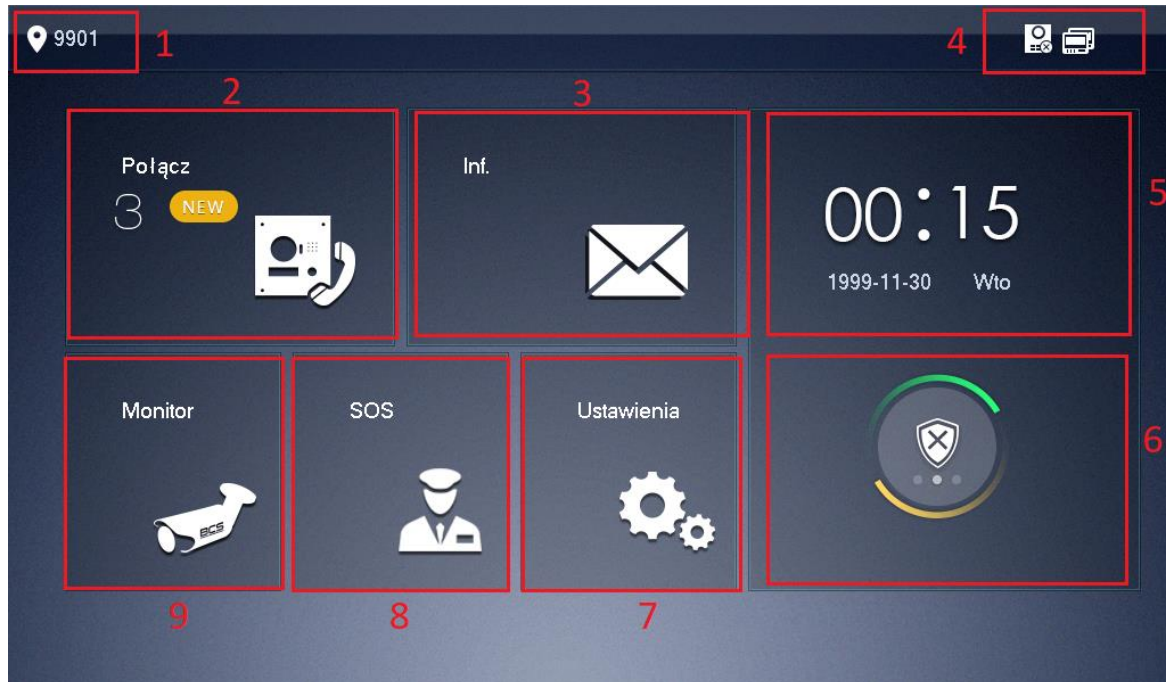 9901
1
4
2
3
Połącz
3
NEW
Inf.
00:15
5
1999-11-30 Wto
Monitor
SOS
Ustawienia
6
BCS
9
8
7